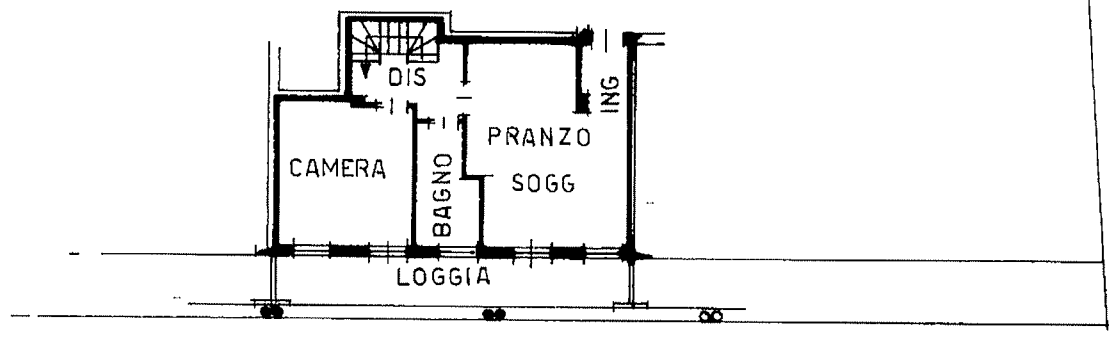 DIS
ING
PRANZO
CAMERA
SOGG
BAGNO
LOGGIA